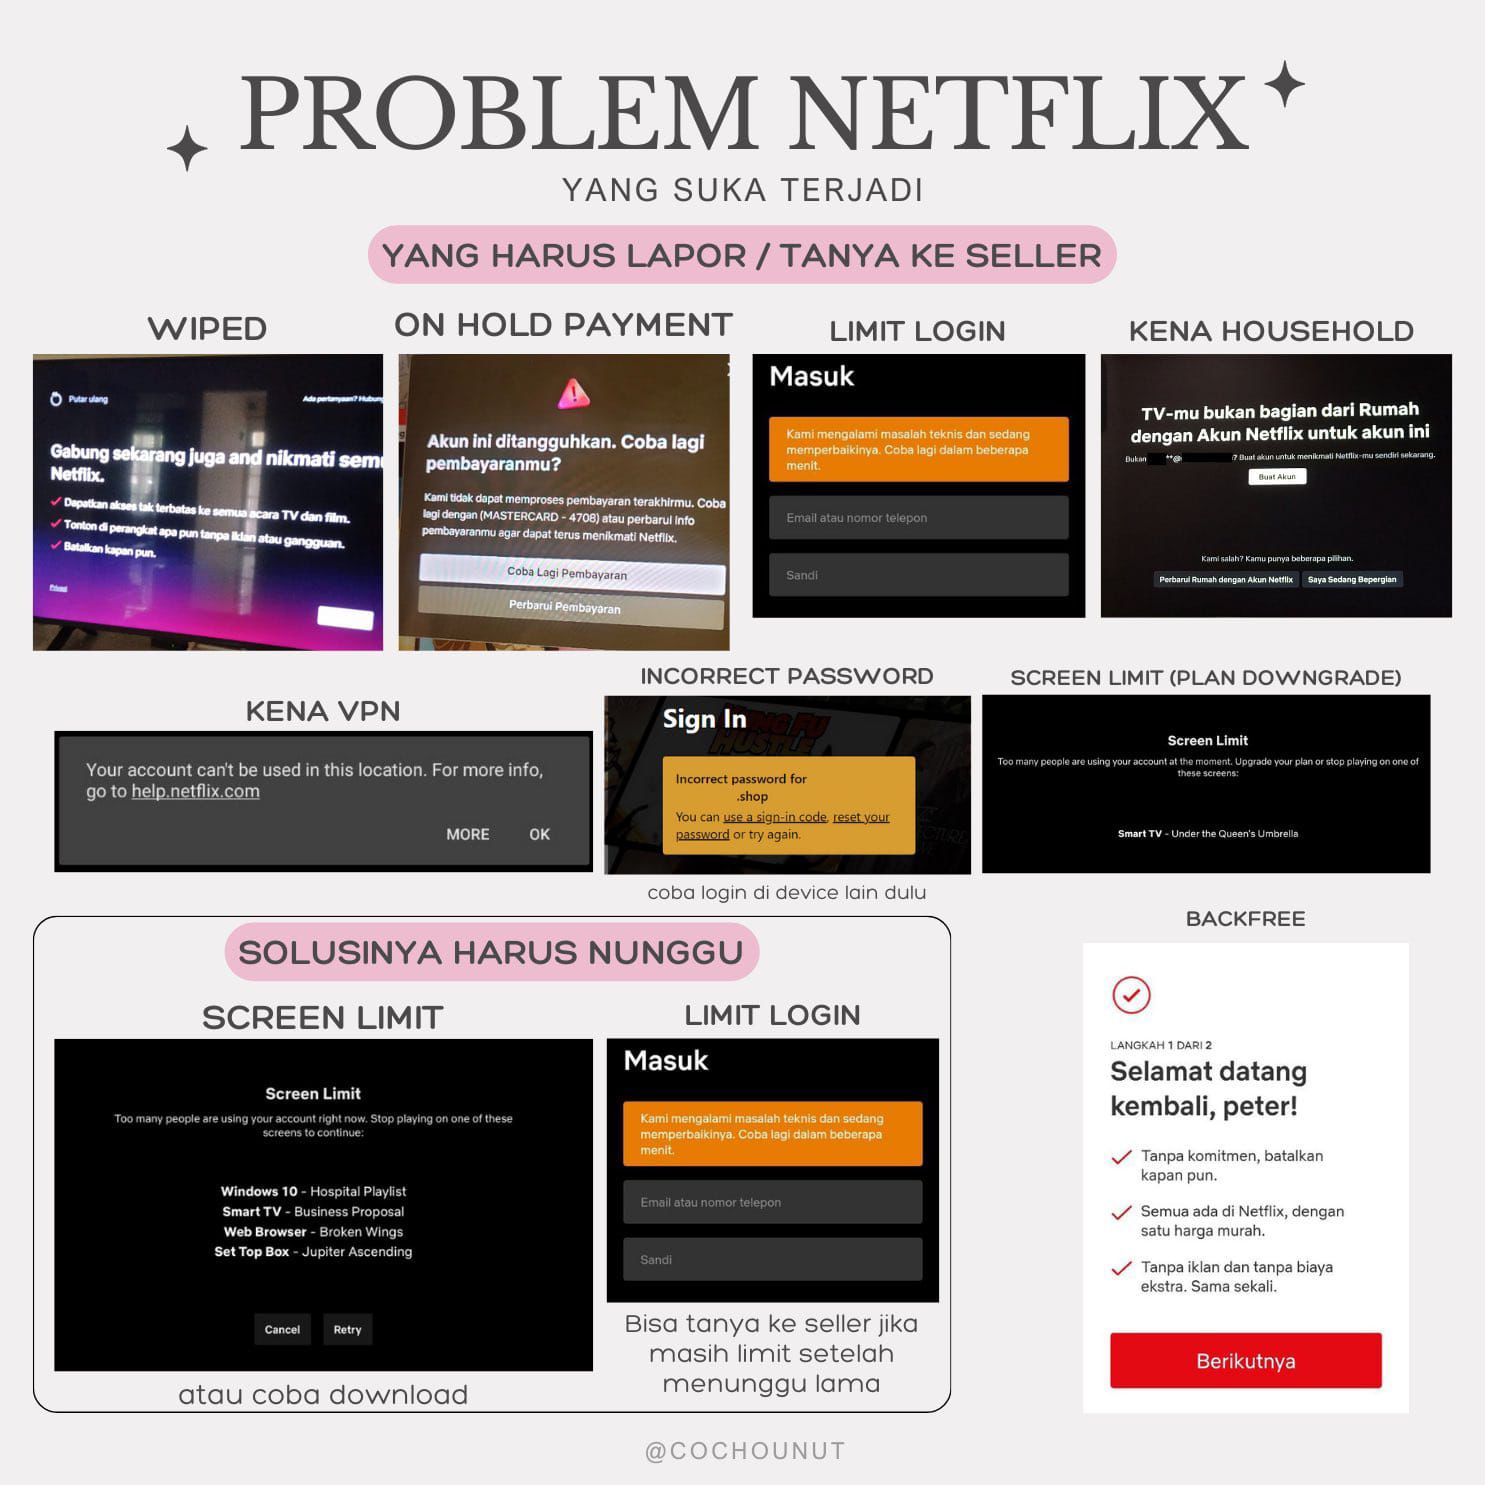 PROBLEM NETFLIX
YANG SUKA TERJADI
YANG HARUS LAPOR / TANYA KE SELLER
WIPED
Putar ulang
Ada pertanyaan? Hubung
Gabung sekarang juga and nikmati sem
Netflix.
Dapatkan akses tak terbatas ke semua acara TV dan film.
Tonton di perangkat apa pun tanpa iklan atau gangguan.
Batalkan kapan pun.
ON HOLD PAYMENT
Akun ini ditangguhkan. Coba lagi
pembayaranmu?
Kami tidak dapat memproses pembayaran terakhirmu. Coba
lagi dengan (MASTERCARD - 4708) atau perbarui info
pembayaranmu agar dapat terus menikmati Netflix.
Coba Lagi Pembayaran
Perbarui Pembayaran
LIMIT LOGIN
Masuk
Kami mengalami masalah teknis dan sedang
memperbaikinya. Coba lagi dalam beberapa
menit.
Email atau nomor telepon
Sandi
KENA HOUSEHOLD
TV-mu bukan bagian dari Rumah
dengan Akun Netflix untuk akun ini
Bukan **@ ? Buat akun untuk menikmati Netflix-mu sendiri sekarang.
Buat Akun
Kami salah? Kamu punya beberapa pilihan.
Perbarui Rumah dengan Akun Netflix
Saya Sedang Bepergian
KENA VPN
Your account can't be used in this location. For more info,
go to help.netflix.com
MORE
OK
INCORRECT PASSWORD
Sign In
KUNG FU
HUSTLE
Incorrect password for
.shop
You can use a sign-in code, reset your
password or try again.
coba login di device lain dulu
SCREEN LIMIT (PLAN DOWNGRADE)
Screen Limit
Too many people are using your account at the moment. Upgrade your plan or stop playing on one of
these screens:
Smart TV - Under the Queen's Umbrella
SOLUSINYA HARUS NUNGGU
SCREEN LIMIT
Screen Limit
Too many people are using your account right now. Stop playing on one of these
screens to continue:
Windows 10 - Hospital Playlist
Smart TV - Business Proposal
Web Browser - Broken Wings
Set Top Box - Jupiter Ascending
Cancel
Retry
atau coba download
LIMIT LOGIN
Masuk
Kami mengalami masalah teknis dan sedang
memperbaikinya. Coba lagi dalam beberapa
menit.
Email atau nomor telepon
Sandi
Bisa tanya ke seller jika
masih limit setelah
menunggu lama
BACKFREE
LANGKAH 1 DARI 2
Selamat datang
kembali, peter!
Tanpa komitmen, batalkan
kapan pun.
Semua ada di Netflix, dengan
satu harga murah.
Tanpa iklan dan tanpa biaya
ekstra. Sama sekali.
Berikutnya
@COCHOUNUT